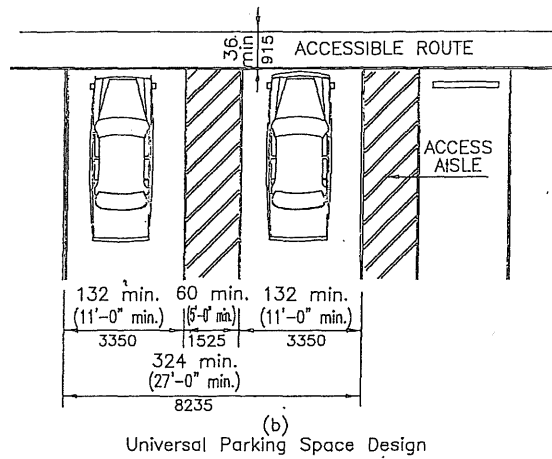 36
min
915
ACCESSIBLE ROUTE
ACCESS
AISLE
132 min. 60 min. 132 min.
(11'-0" min.) (5'-0" min.) (11'-0" min.)
3350 1525 3350
324 min.
(27'-0" min.)
8235
(b)
Universal Parking Space Design